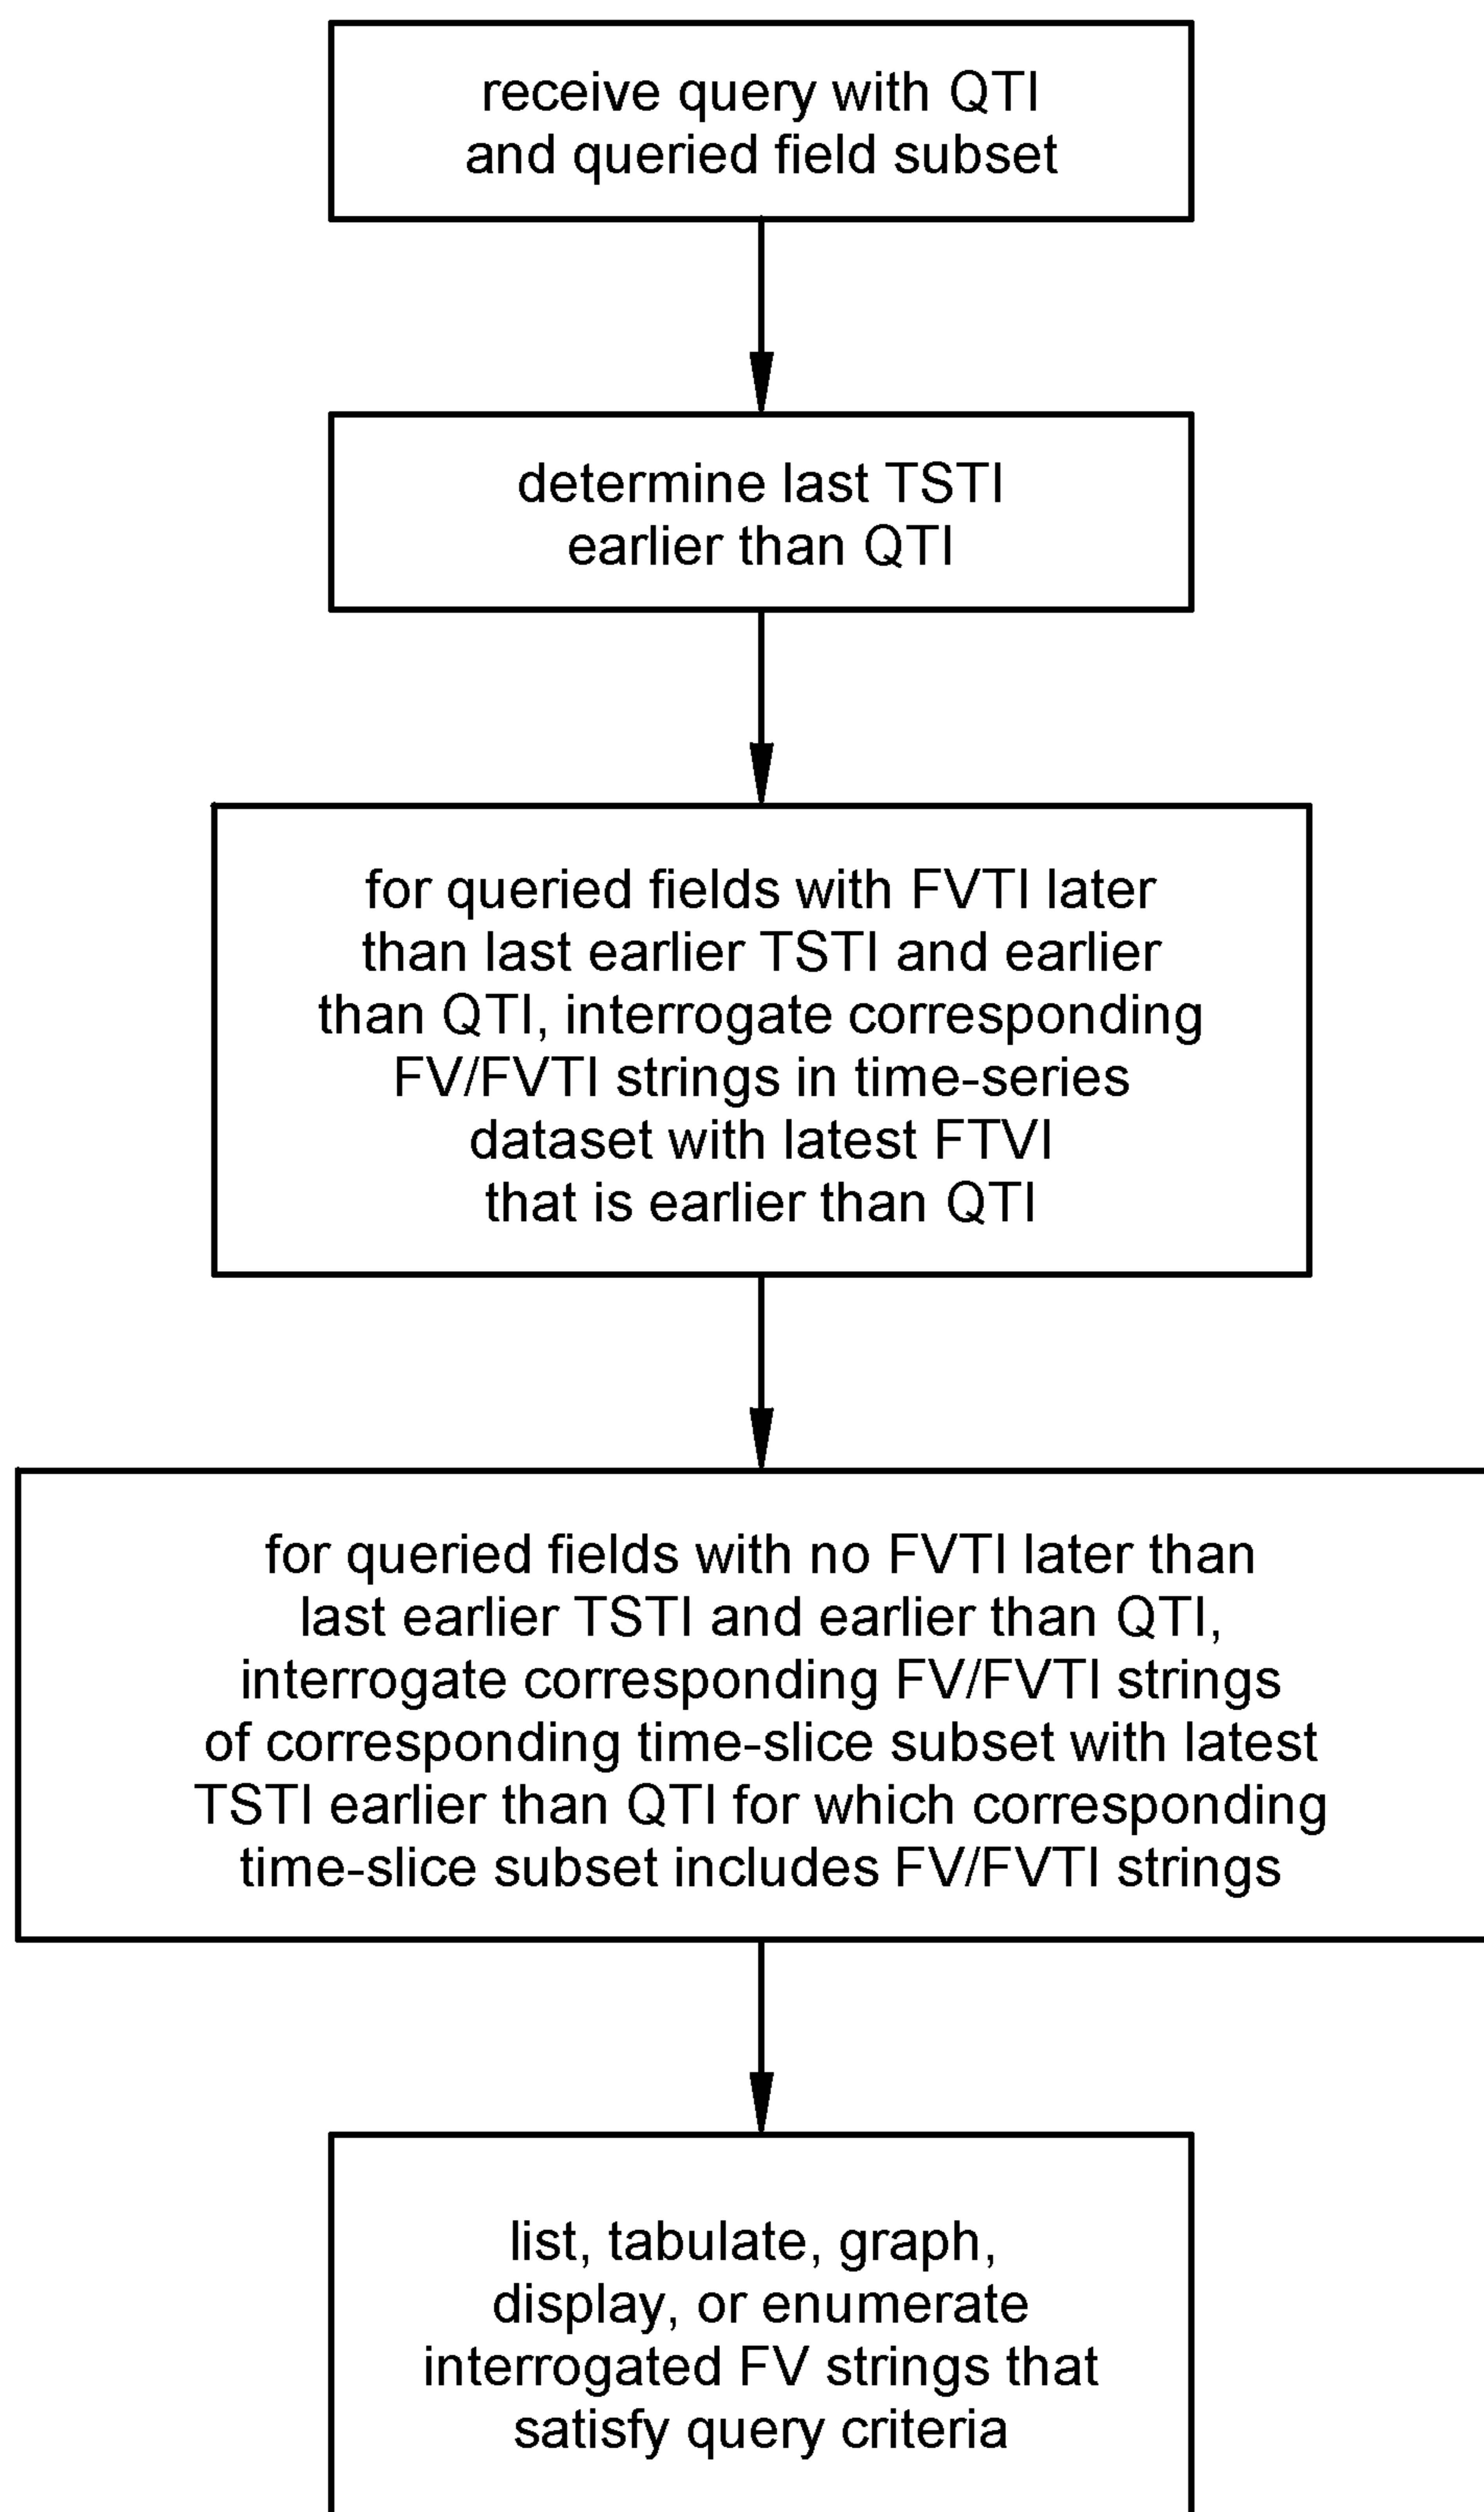 receive query with QTI
and queried field subset
determine last TSTI
earlier than QTI
for queried fields with FVTI later
than last earlier TSTI and earlier
than QTI, interrogate corresponding
FV/FVTI strings in time-series
dataset with latest FTVI
that is earlier than QTI
for queried fields with no FVTI later than
last earlier TSTI and earlier than QTI,
interrogate corresponding FV/FVTI strings
of corresponding time-slice subset with latest
TSTI earlier than QTI for which corresponding
time-slice subset includes FV/FVTI strings
list, tabulate, graph,
display, or enumerate
interrogated FV strings that
satisfy query criteria